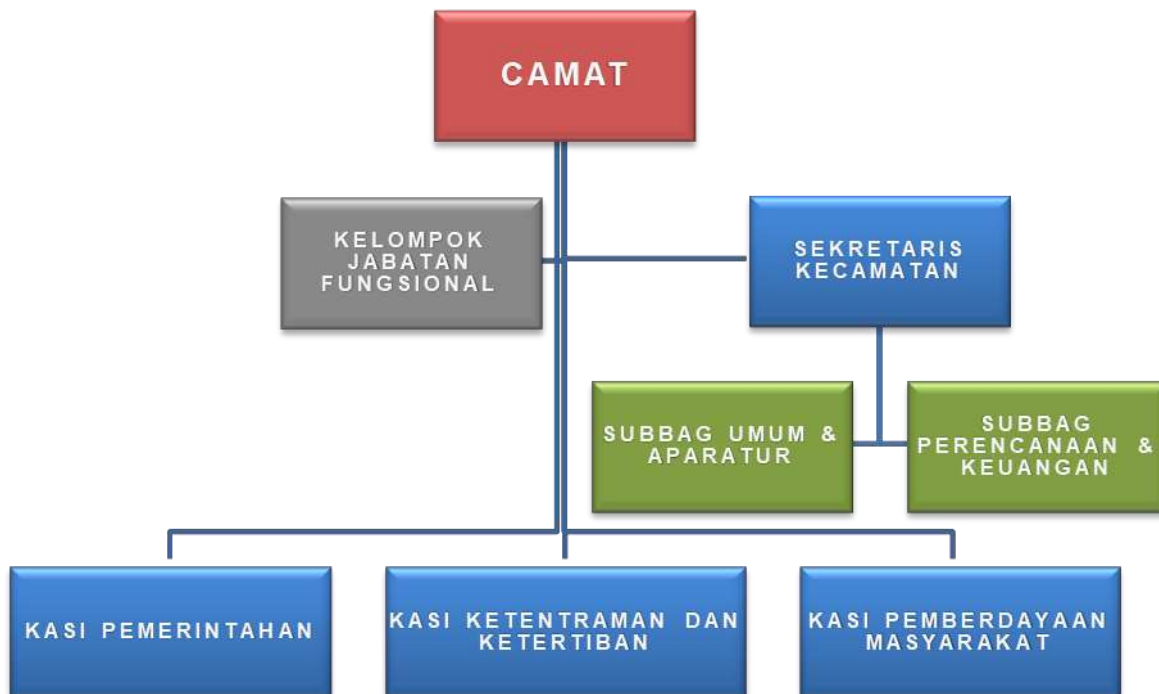 CAMAT
KELOMPOK
JABATAN
FUNGSIONAL
SEKRETARIS
KECAMATAN
SUBBAG UMUM &
APARATUR
SUBBAG
PERENCANAAN &
KEUANGAN
KASI PEMERINTAHAN
KASI KETENTRAMAN DAN
KETERTIBAN
KASI PEMBERDAYAAN
MASYARAKAT